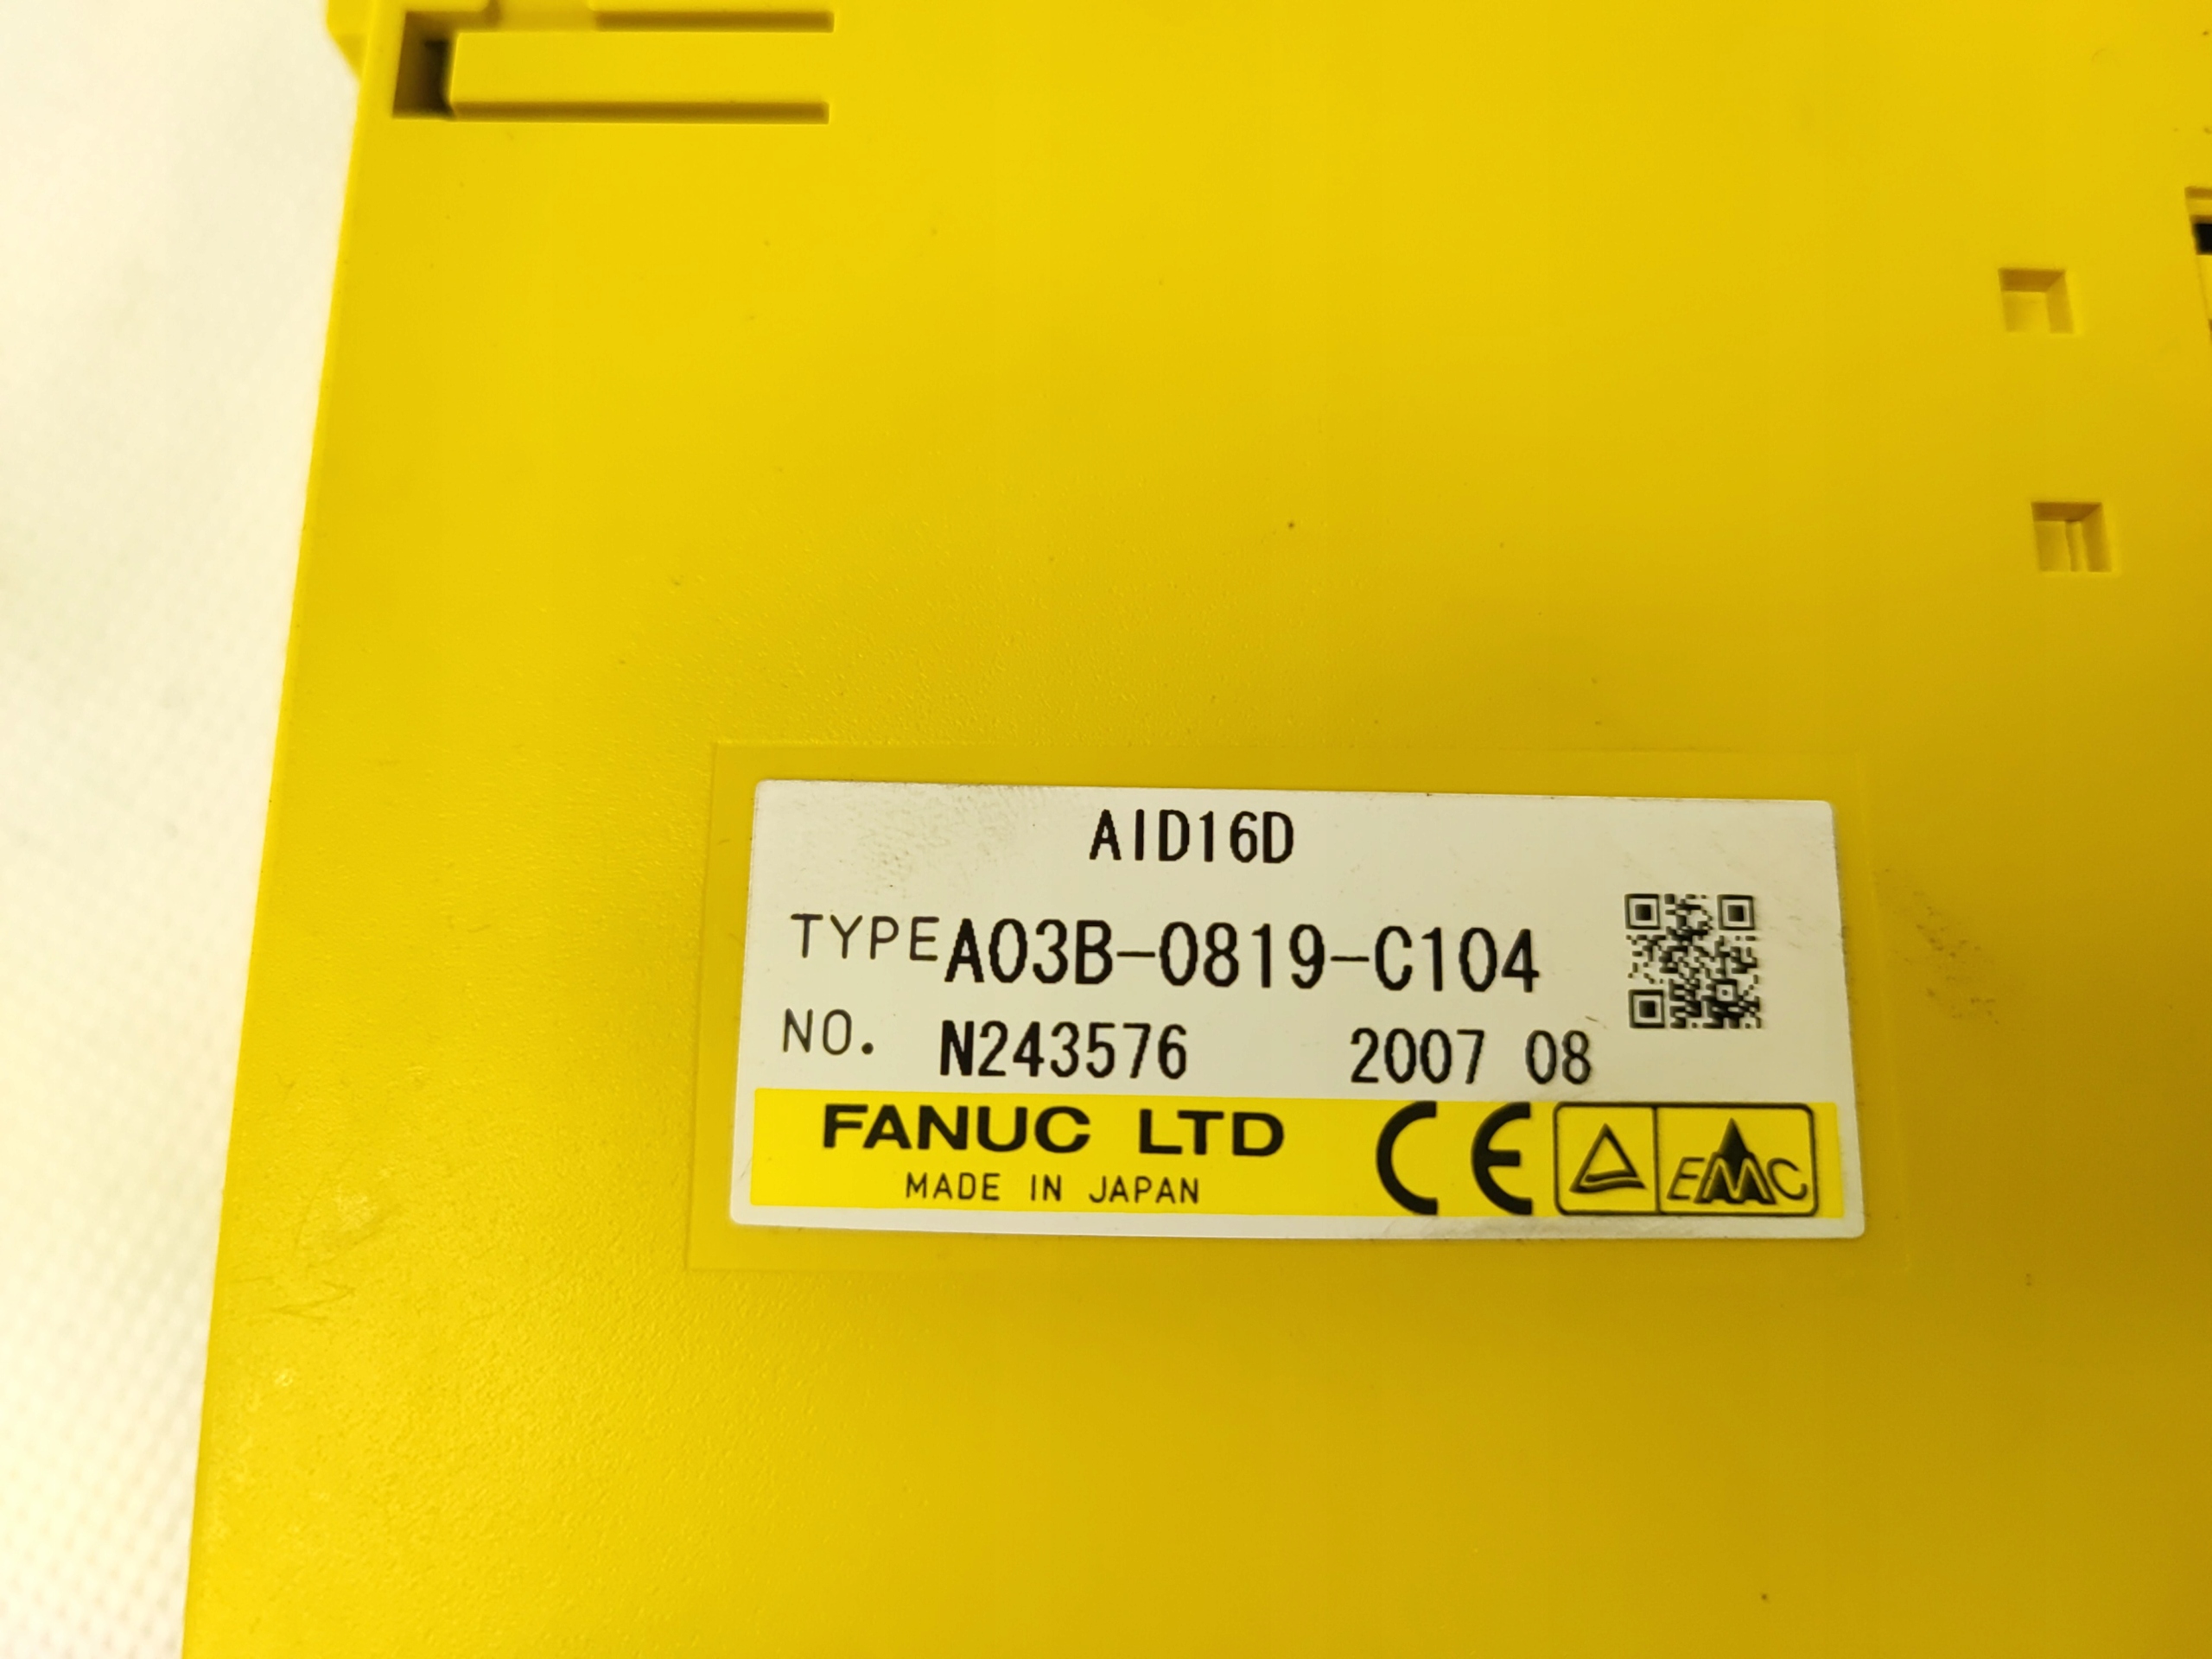 AID16D
TYPE A03B-0819-C104
NO. N243576 2007 08
FANUC LTD CE EMC
MADE IN JAPAN